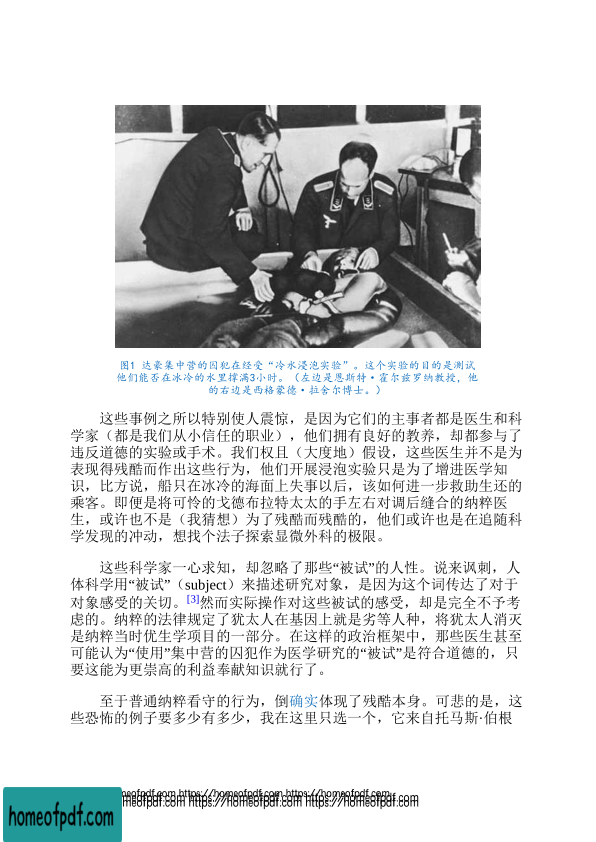 图1 达豪集中营的囚犯在经受“冷水浸泡实验”。这个实验的目的是测试
他们能否在冰冷的水里撑满3小时。（左边是恩斯特·霍尔兹罗纳教授，他
的右边是西格蒙德·拉舍尔博士。）
这些事例之所以特别使人震惊，是因为它们的主事者都是医生和科
学家（都是我们从小信任的职业），他们拥有良好的教养，却都参与了
违反道德的实验或手术。我们权且（大度地）假设，这些医生并不是为
表现得残酷而作出这些行为，他们开展浸泡实验只是为了增进医学知
识，比方说，船只在冰冷的海面上失事以后，该如何进一步救助生还的
乘客。即便是将可怜的戈德布拉特太太的手左右对调后缝合的纳粹医
生，或许也不是（我猜想）为了残酷而残酷的，他们或许也是在追随科
学发现的冲动，想找个法子探索显微外科的极限。
这些科学家一心求知，却忽略了那些“被试”的人性。说来讽刺，人
体科学用“被试”（subject）来描述研究对象，是因为这个词传达了对于
对象感受的关切。[3]然而实际操作对这些被试的感受，却是完全不予考
虑的。纳粹的法律规定了犹太人在基因上就是劣等人种，将犹太人消灭
是纳粹当时优生学项目的一部分。在这样的政治框架中，那些医生甚至
可能认为“使用”集中营的囚犯作为医学研究的“被试”是符合道德的，只
要这能为更崇高的利益奉献知识就行了。
至于普通纳粹看守的行为，倒确实体现了残酷本身。可悲的是，这
些恐怖的例子要多少有多少，我在这里只选一个，它来自托马斯·伯根
homeofpdf.com https://homeofpdf.com https://homeofpdf.com
homeofpdf.com https://homeofpdf.com https://homeofpdf.com
homeofpdf.com